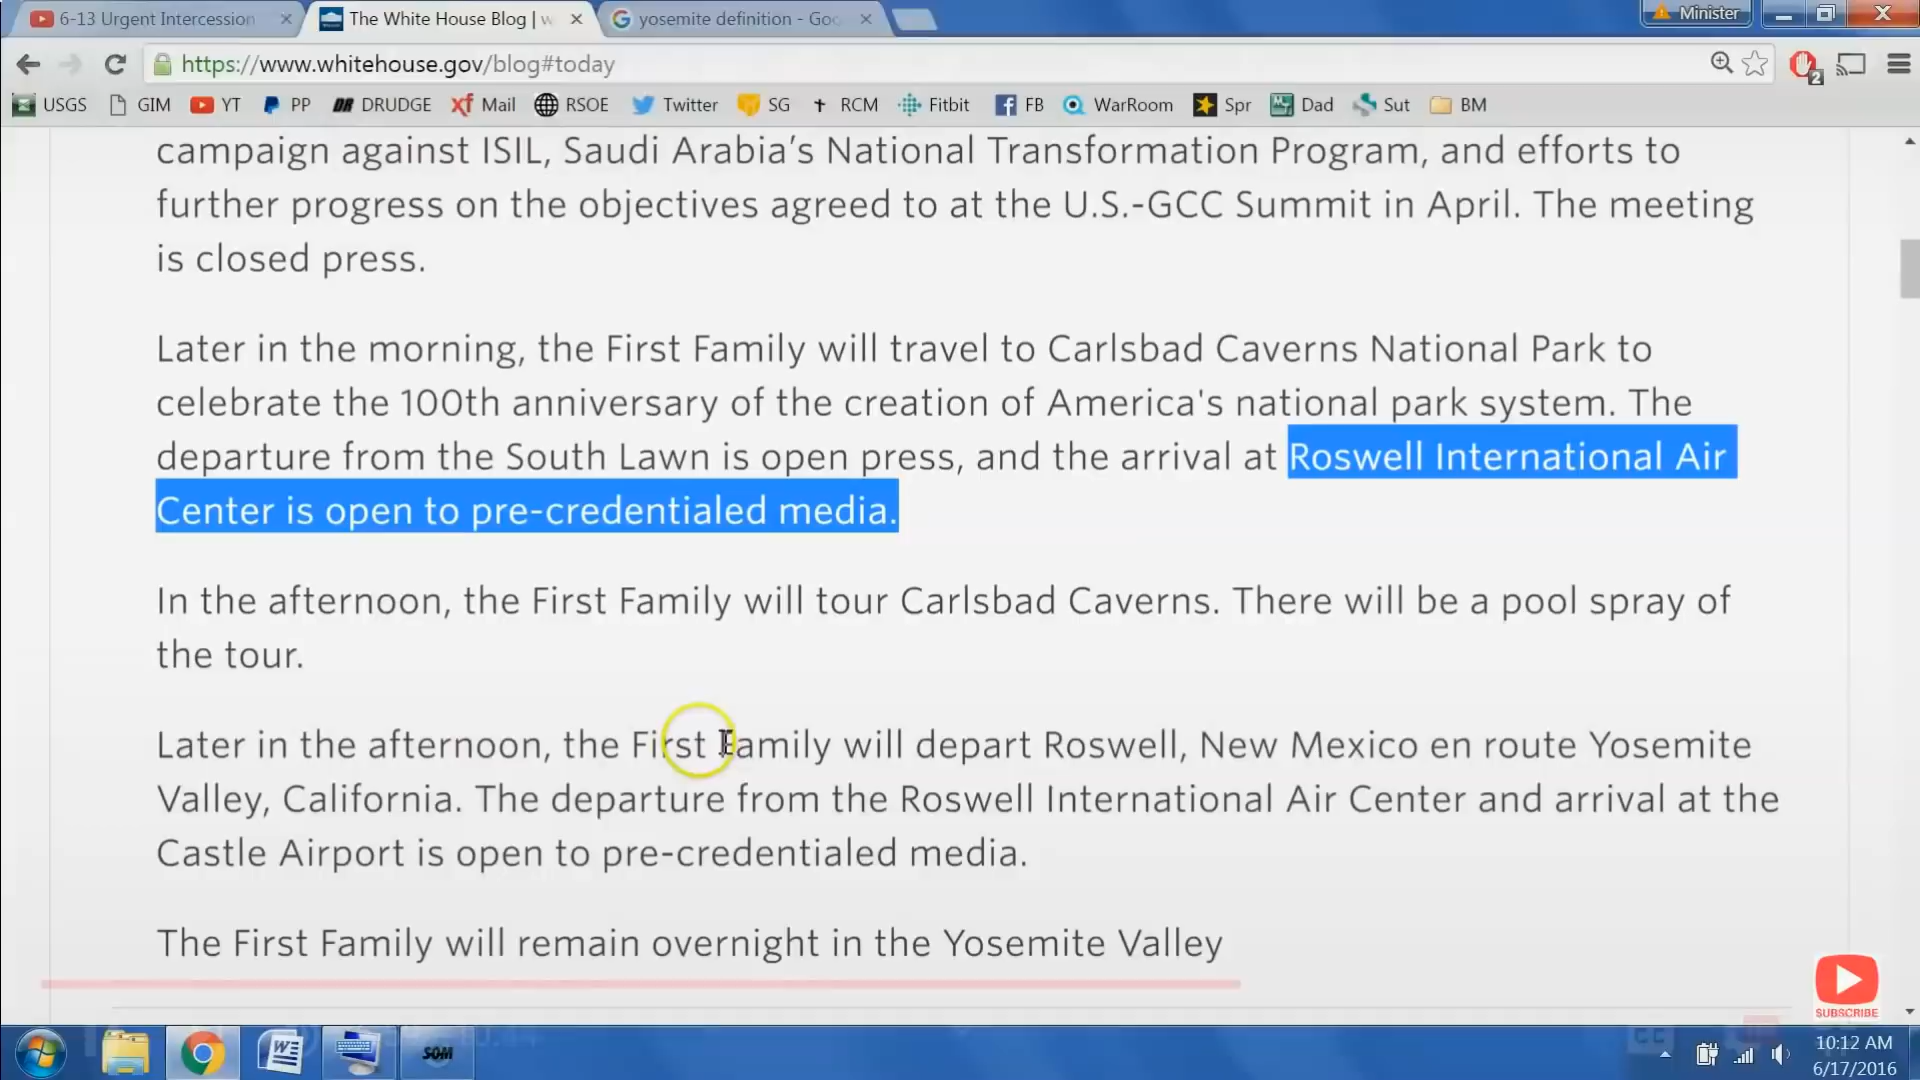 6-13 Urgent Intercession
The White House Blog | w
yosemite definition - Goo
Minister
https://www.whitehouse.gov/blog#today
2
USGS GIM YT PP DRUDGE Mail RSOE Twitter SG RCM Fitbit FB WarRoom Spr Dad Sut BM
campaign against ISIL, Saudi Arabia’s National Transformation Program, and efforts to
further progress on the objectives agreed to at the U.S.-GCC Summit in April. The meeting
is closed press.
Later in the morning, the First Family will travel to Carlsbad Caverns National Park to
celebrate the 100th anniversary of the creation of America's national park system. The
departure from the South Lawn is open press, and the arrival at Roswell International Air
Center is open to pre-credentialed media.
In the afternoon, the First Family will tour Carlsbad Caverns. There will be a pool spray of
the tour.
Later in the afternoon, the First Family will depart Roswell, New Mexico en route Yosemite
Valley, California. The departure from the Roswell International Air Center and arrival at the
Castle Airport is open to pre-credentialed media.
The First Family will remain overnight in the Yosemite Valley
SUBSCRIBE
SOM
10:12 AM
6/17/2016